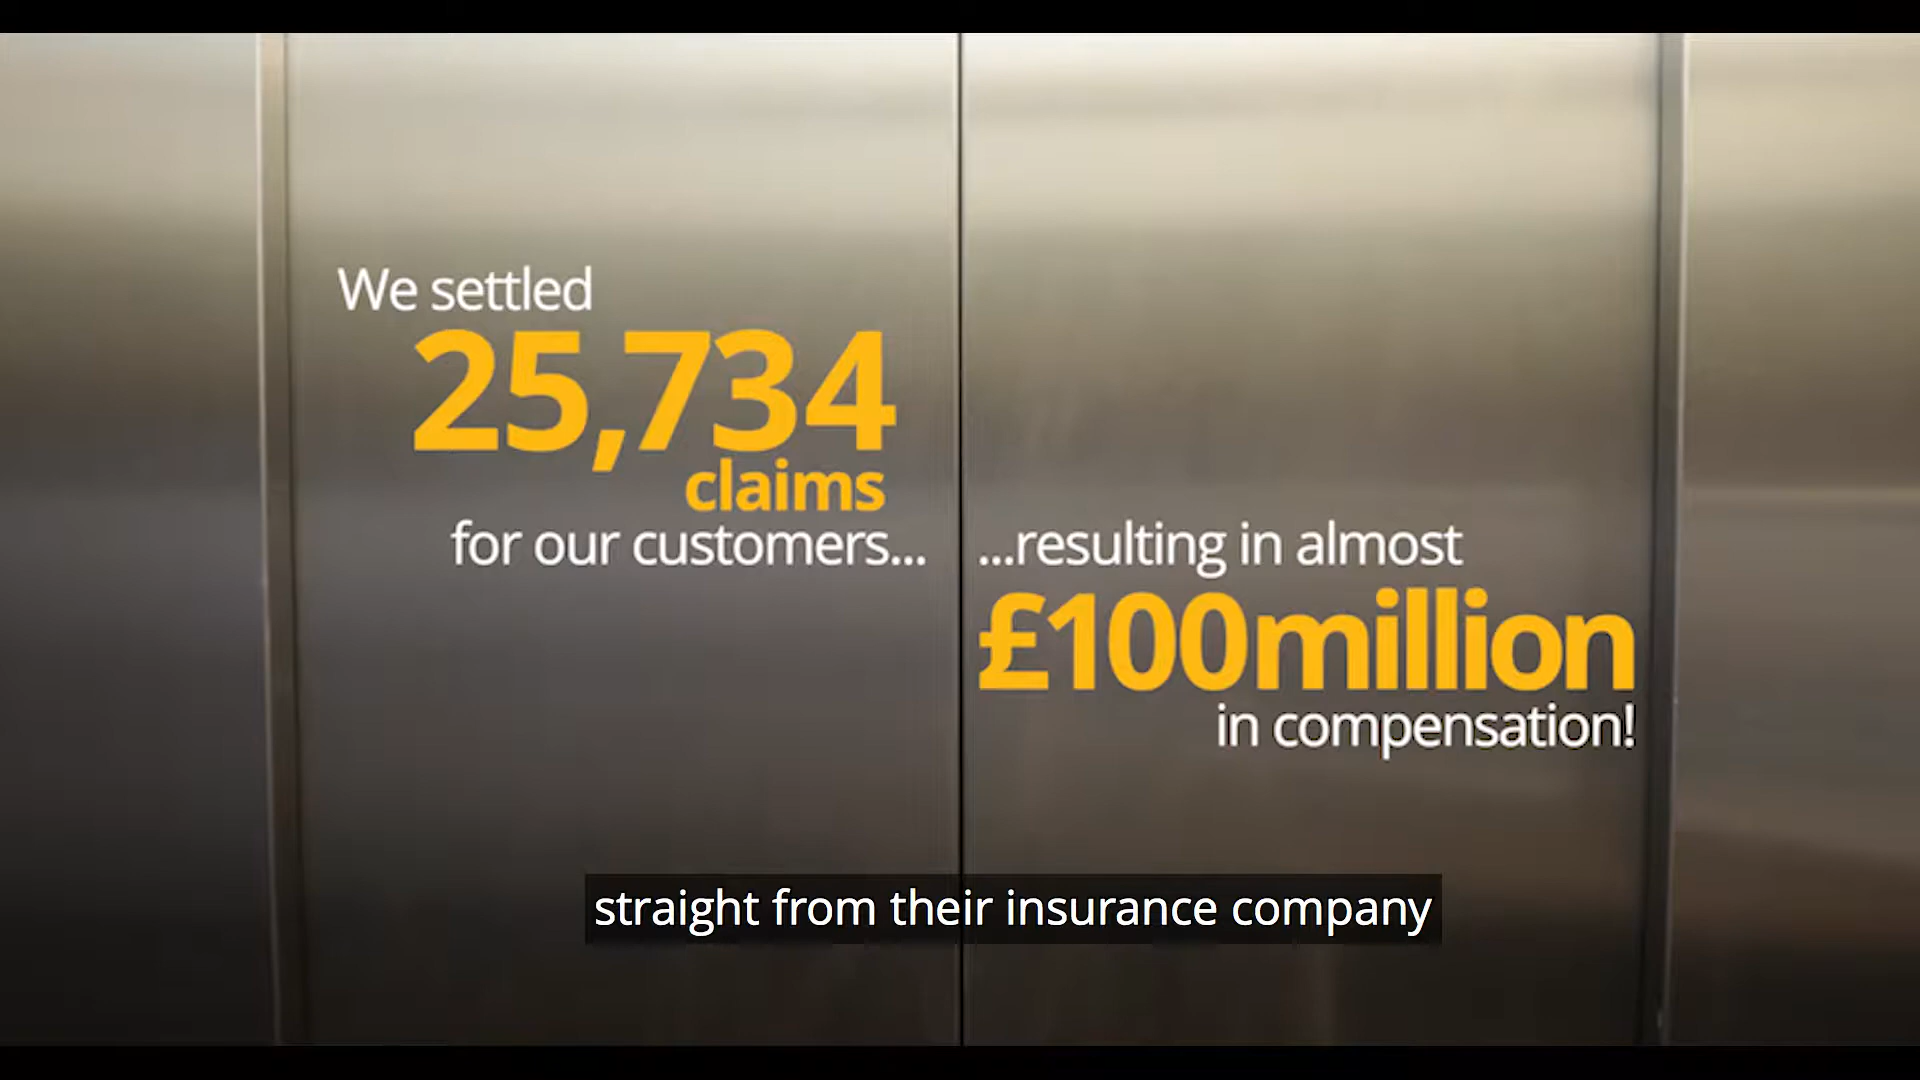 We settled
25,734
claims
for our customers...
...resulting in almost
£100million
in compensation!
straight from their insurance company